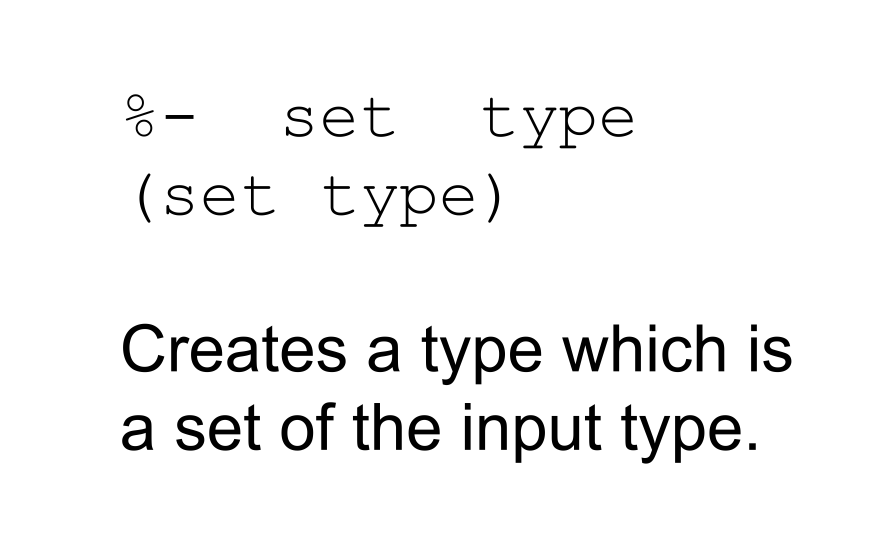 %-  set  type
(set type)
Creates a type which is
a set of the input type.